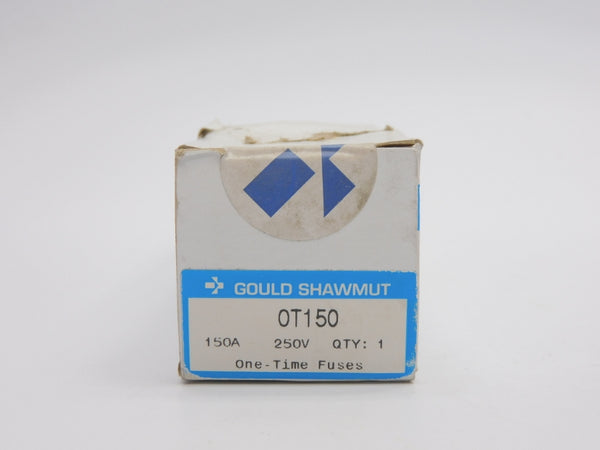 GOULD SHAWMUT
OT150
150A 250V QTY: 1
One-Time Fuses